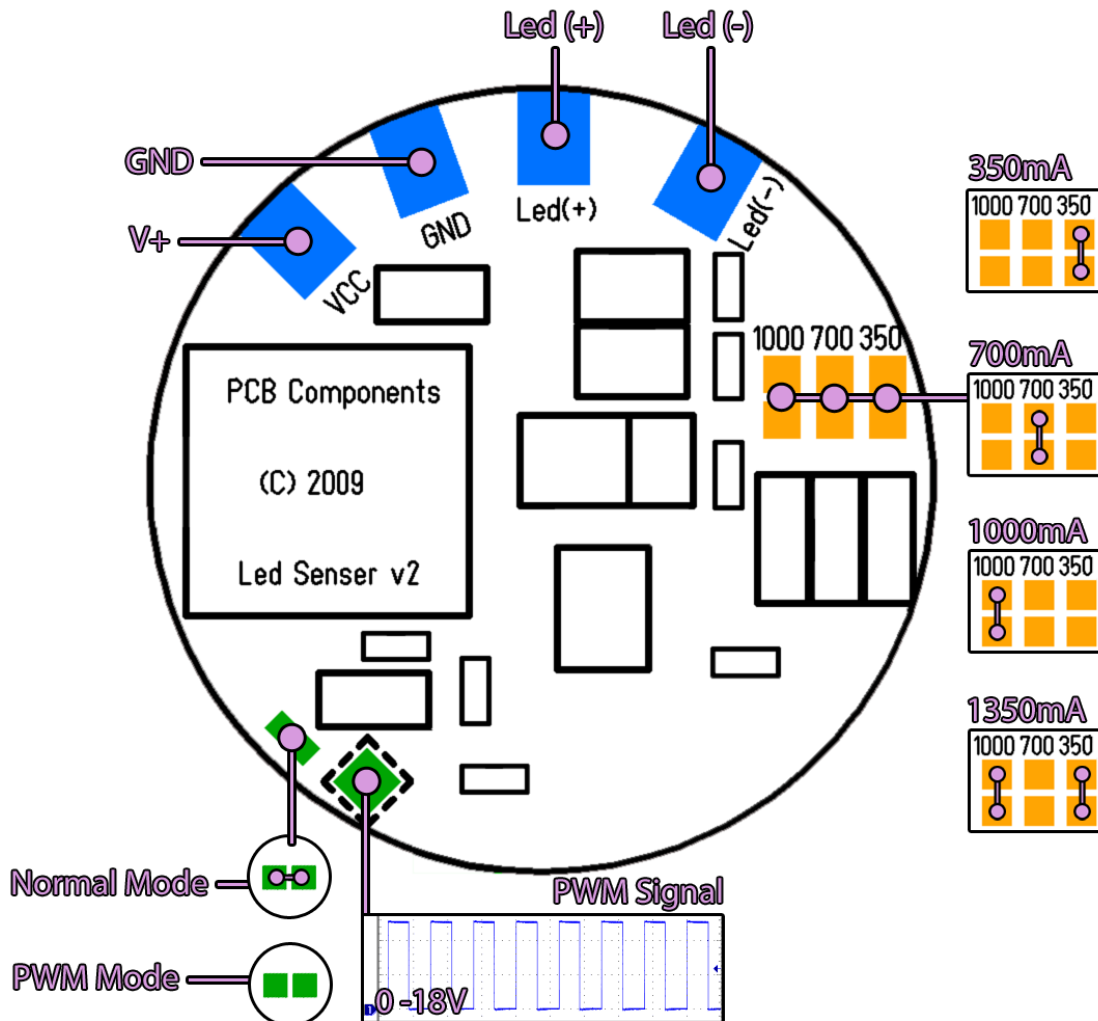 Led (+)
Led (-)
GND
V+
VCC
GND
Led(+)
Led(-)
350mA
1000 700 350
1000 700 350
700mA
1000 700 350
PCB Components
(C) 2009
Led Senser v2
1000mA
1000 700 350
1350mA
1000 700 350
Normal Mode
PWM Signal
PWM Mode
1
0 -18V